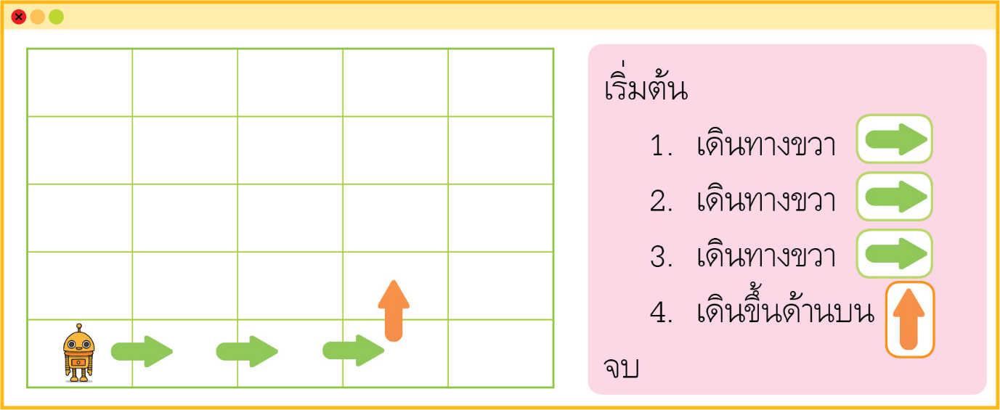 เริ่มต้น
1. เดินทางขวา
2. เดินทางขวา
3. เดินทางขวา
4. เดินขึ้นด้านบน
จบ